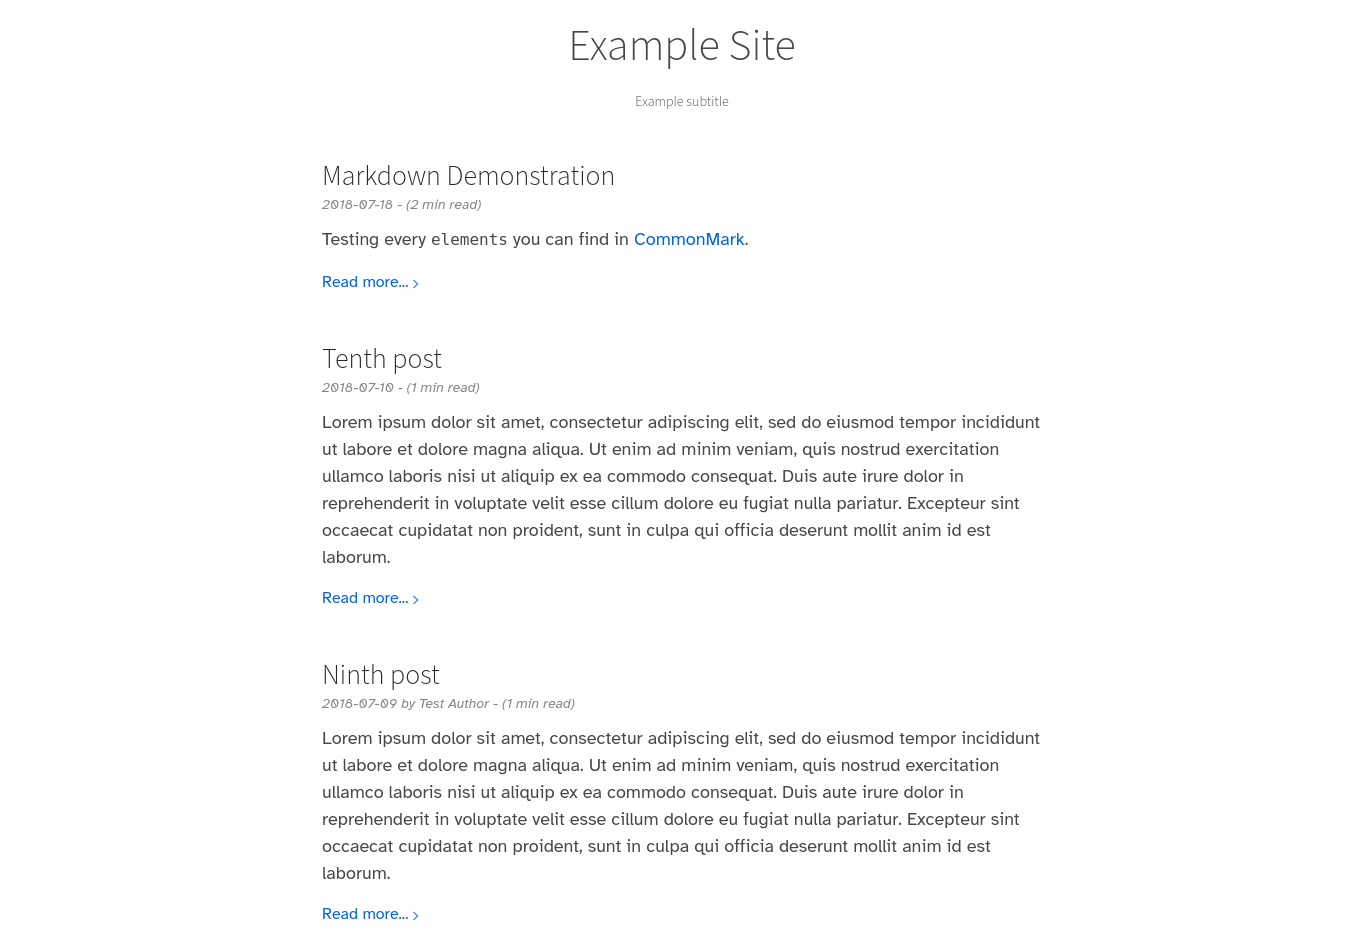 Example Site
Example subtitle
Markdown Demonstration
2018-07-18 - (2 min read)
Testing every elements you can find in CommonMark.
Read more... ›
Tenth post
2018-07-10 - (1 min read)
Lorem ipsum dolor sit amet, consectetur adipiscing elit, sed do eiusmod tempor incididunt
ut labore et dolore magna aliqua. Ut enim ad minim veniam, quis nostrud exercitation
ullamco laboris nisi ut aliquip ex ea commodo consequat. Duis aute irure dolor in
reprehenderit in voluptate velit esse cillum dolore eu fugiat nulla pariatur. Excepteur sint
occaecat cupidatat non proident, sunt in culpa qui officia deserunt mollit anim id est
laborum.
Read more... ›
Ninth post
2018-07-09 by Test Author - (1 min read)
Lorem ipsum dolor sit amet, consectetur adipiscing elit, sed do eiusmod tempor incididunt
ut labore et dolore magna aliqua. Ut enim ad minim veniam, quis nostrud exercitation
ullamco laboris nisi ut aliquip ex ea commodo consequat. Duis aute irure dolor in
reprehenderit in voluptate velit esse cillum dolore eu fugiat nulla pariatur. Excepteur sint
occaecat cupidatat non proident, sunt in culpa qui officia deserunt mollit anim id est
laborum.
Read more... ›